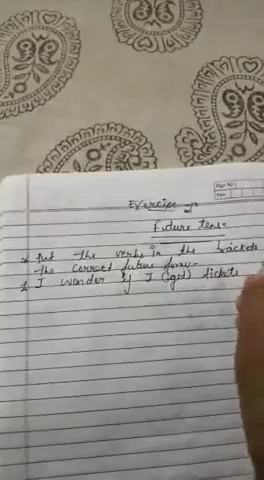 Page No
Date
Exercise
Future tense
Put the verbs in the brackets
the correct future form
I wonder if I (get) tickets